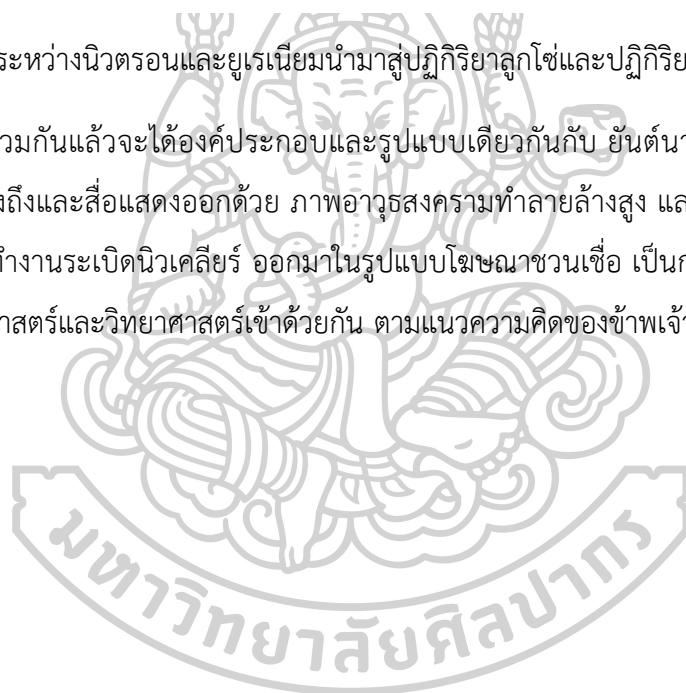 ระหว่างนิวตรอนและยูเรเนียมนำมาสู่ปฏิกิริยาลูกโซ่และปฏิกิริย
วมกันแล้วจะได้องค์ประกอบและรูปแบบเดียวกันกับ ยันต์นา
งถึงและสื่อแสดงออกด้วย ภาพอาวุธสงครามทำลายล้างสูง แล
ทำงานระเบิดนิวเคลียร์ ออกมาในรูปแบบโฆษณาชวนเชื่อ เป็นก
าสตร์และวิทยาศาสตร์เข้าด้วยกัน ตามแนวความคิดของข้าพเจ้า
มหาวิทยาลัยศิลปากร